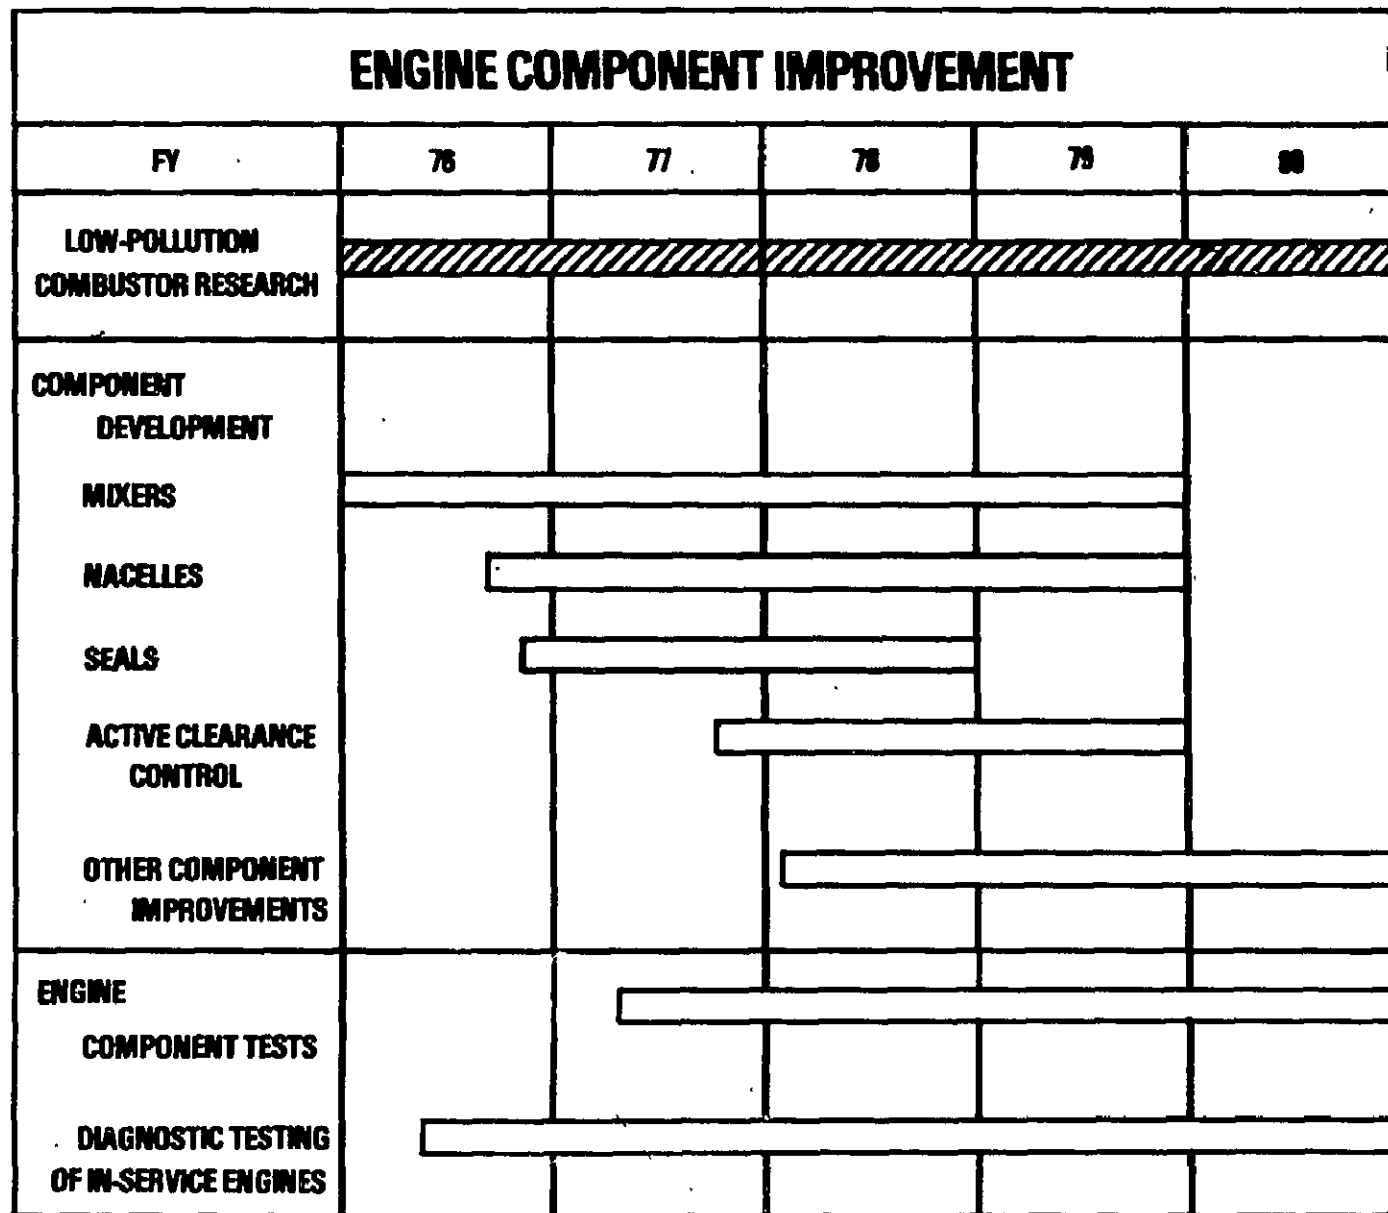 ENGINE COMPONENT IMPROVEMENT
FY 76 77 78 79 80
LOW-POLLUTION
COMBUSTOR RESEARCH
COMPONENT
DEVELOPMENT
MIXERS
NACELLES
SEALS
ACTIVE CLEARANCE
CONTROL
OTHER COMPONENT
IMPROVEMENTS
ENGINE
COMPONENT TESTS
DIAGNOSTIC TESTING
OF IN-SERVICE ENGINES